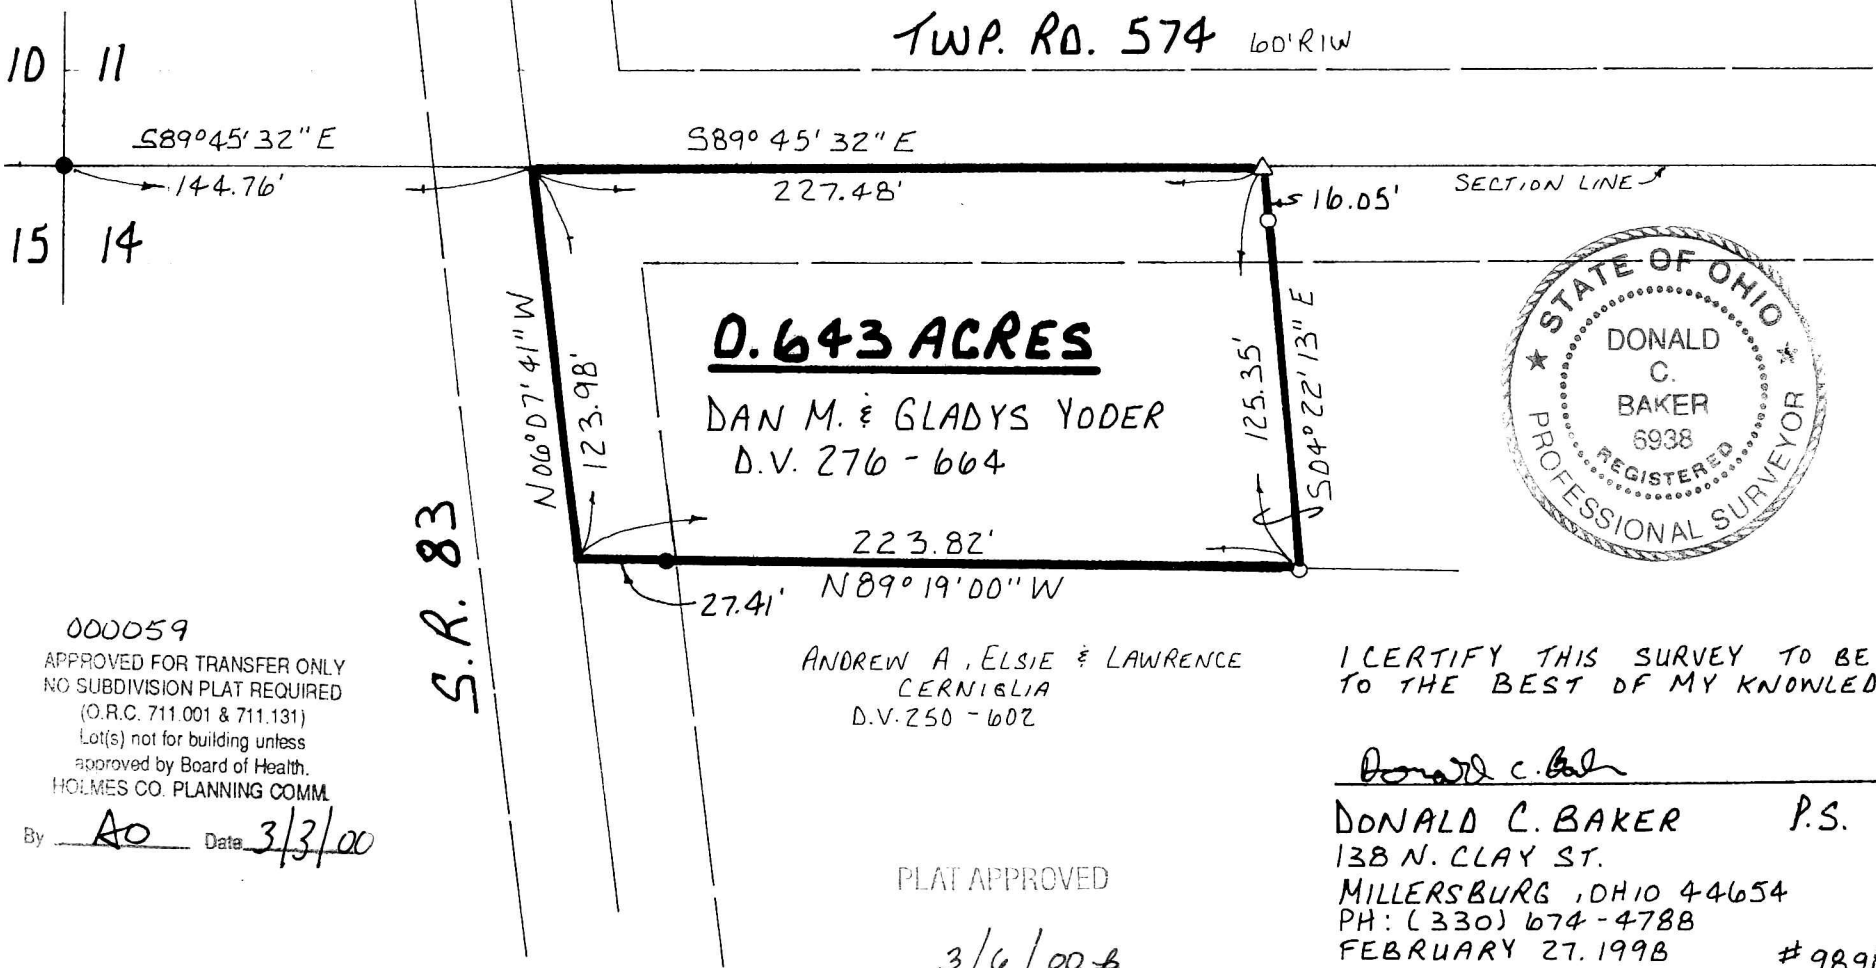 TWP. RD. 574 60' R/W
10 11
S89°45'32"E
S89°45'32"E
144.76'
227.48'
SECTION LINE
16.05'
15 14
N06°07'41"W
123.98'
0.643 ACRES
DAN M. & GLADYS YODER
D.V. 276-664
125.35'
S04°22'13"E
STATE OF OHIO
DONALD
C.
BAKER
6938
REGISTERED
PROFESSIONAL SURVEYOR
S.R. 83
223.82'
N89°19'00"W
27.41'
ANDREW A, ELSIE & LAWRENCE
CERNIGLIA
D.V. 250-602
000059
APPROVED FOR TRANSFER ONLY
NO SUBDIVISION PLAT REQUIRED
(O.R.C. 711.001 & 711.131)
Lot(s) not for building unless
approved by Board of Health.
HOLMES CO. PLANNING COMM.
By AO Date 3/3/00
PLAT APPROVED
3/6/00
I CERTIFY THIS SURVEY TO BE
TO THE BEST OF MY KNOWLED
Donald C. Baker
DONALD C. BAKER P.S.
138 N. CLAY ST.
MILLERSBURG, OHIO 44654
PH: (330) 674-4788
FEBRUARY 27, 1998 #989